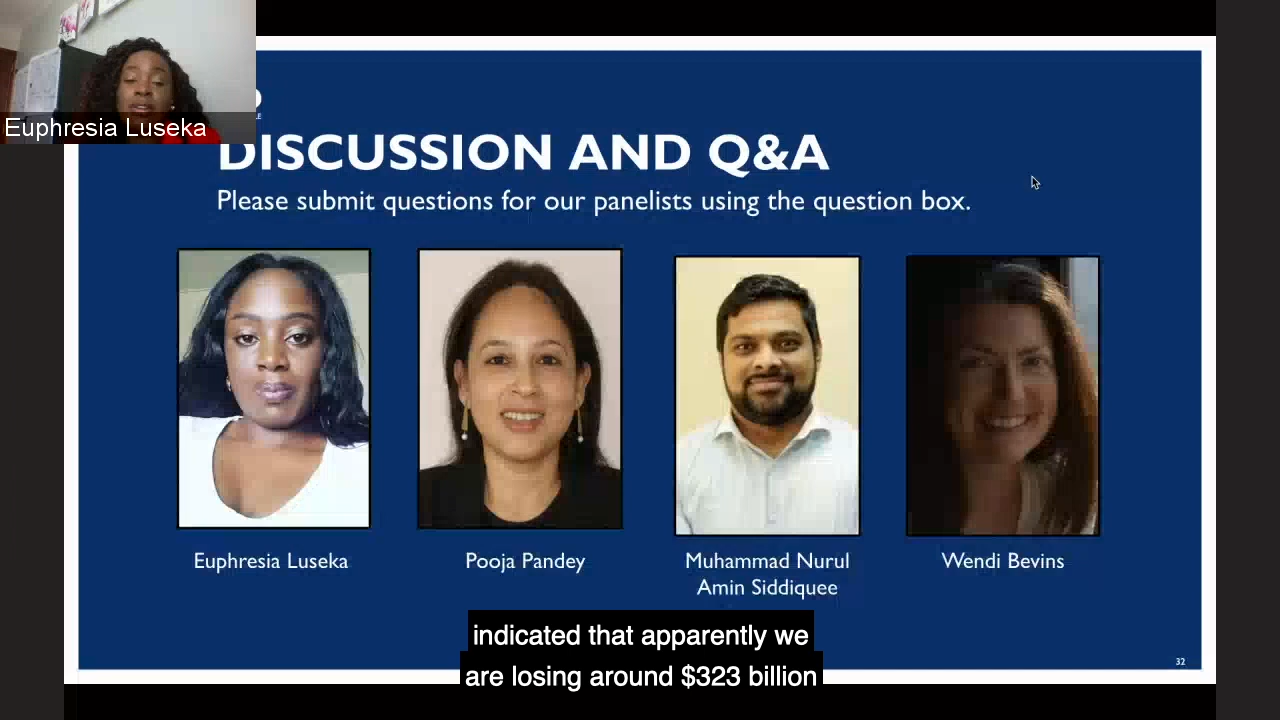 Euphresia Luseka
DISCUSSION AND Q&A
Please submit questions for our panelists using the question box.
Euphresia Luseka
Pooja Pandey
Muhammad Nurul
Amin Siddiquee
Wendi Bevins
indicated that apparently we
are losing around $323 billion
32